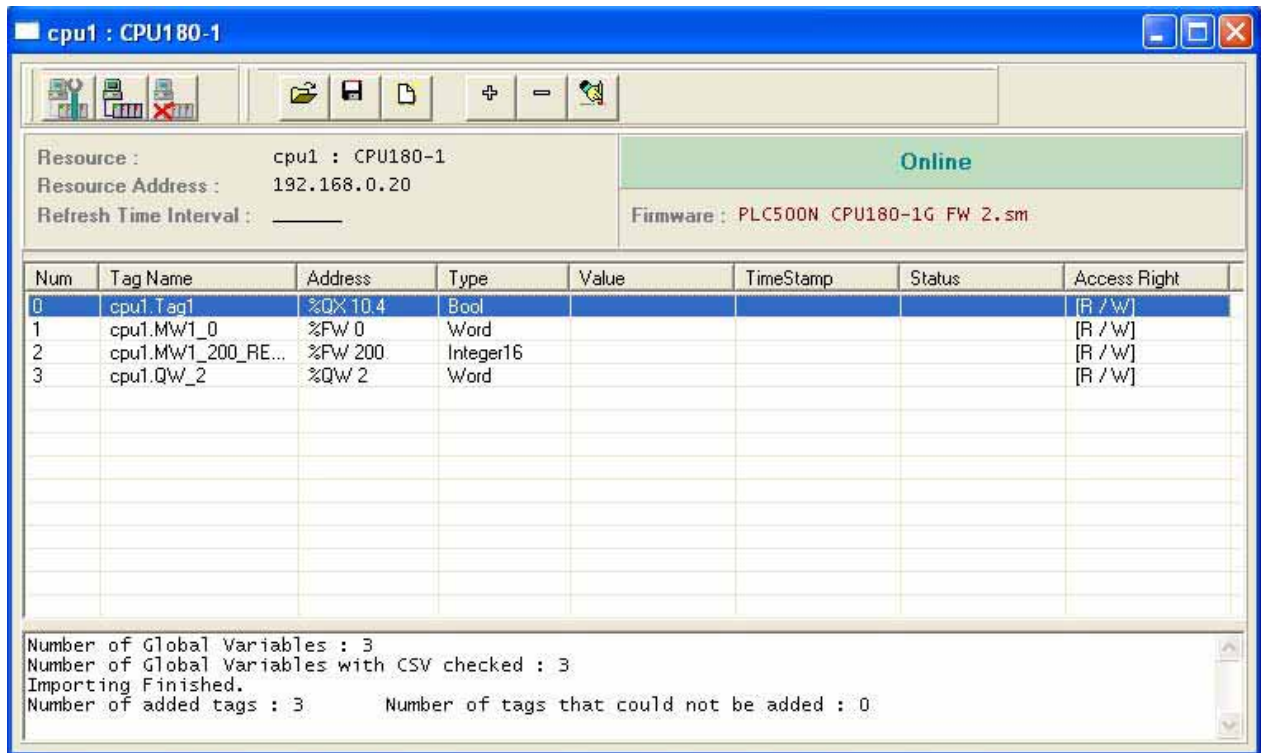 cpu1 : CPU180-1
Resource : cpu1 : CPU180-1
Resource Address : 192.168.0.20
Refresh Time Interval :
Online
Firmware : PLC500N CPU180-1G FW 2.sm
Num Tag Name Address Type Value TimeStamp Status Access Right
0 cpu1.Tag1 %QX 10.4 Bool [R / W]
1 cpu1.MW1_0 %FW 0 Word [R / W]
2 cpu1.MW1_200_RE... %FW 200 Integer16 [R / W]
3 cpu1.QW_2 %QW 2 Word [R / W]
Number of Global Variables : 3
Number of Global Variables with CSV checked : 3
Importing Finished.
Number of added tags : 3 Number of tags that could not be added : 0